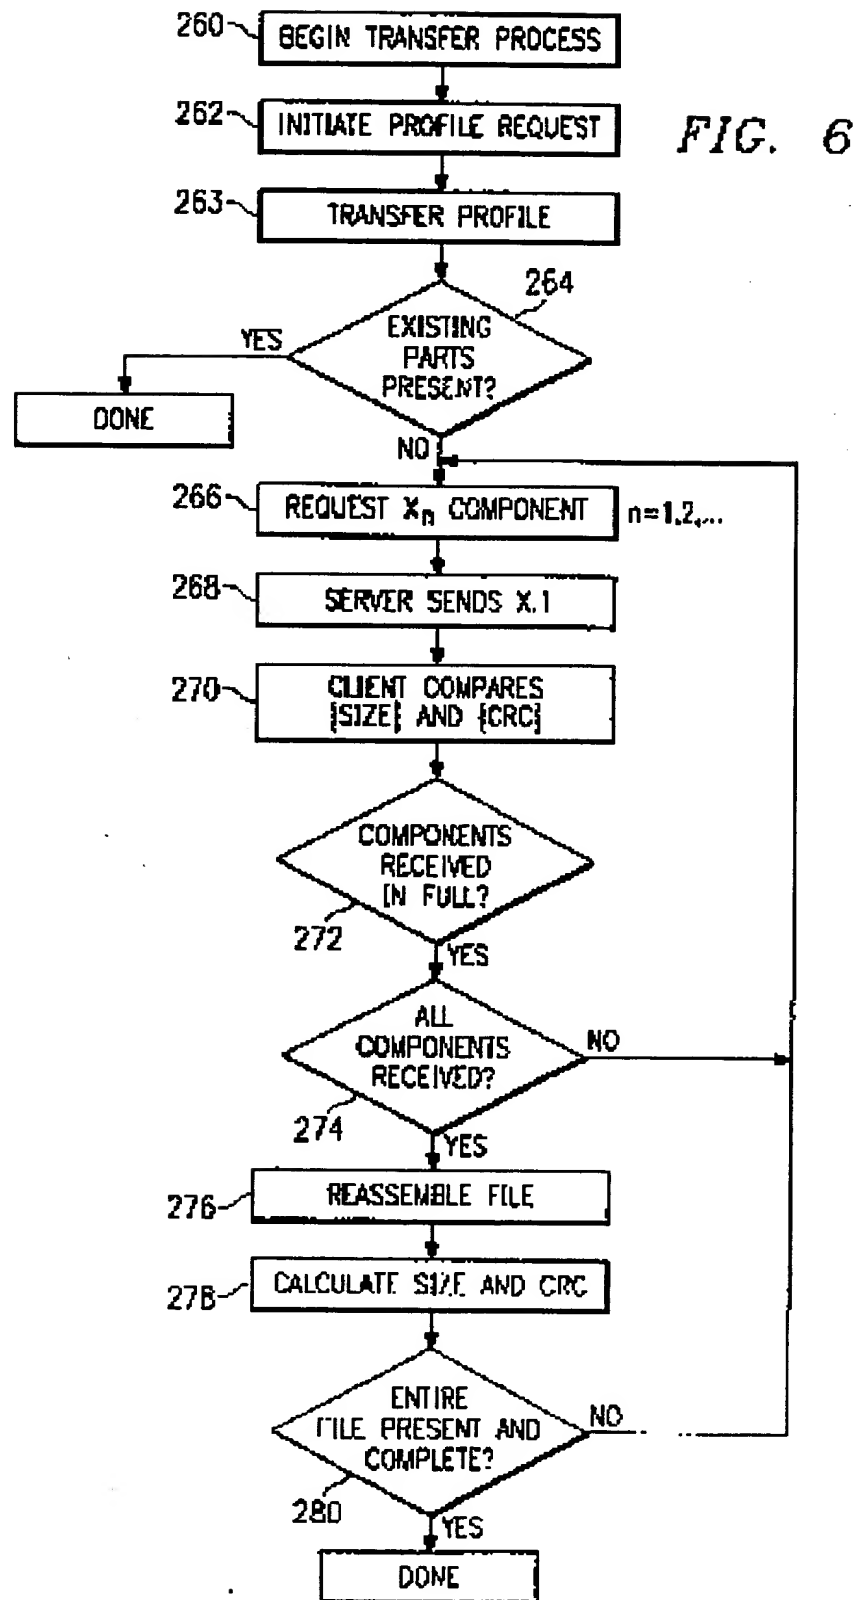 260
BEGIN TRANSFER PROCESS
262
INITIATE PROFILE REQUEST
FIG. 6
263
TRANSFER PROFILE
264
EXISTING
PARTS
PRESENT?
YES
DONE
NO
266
REQUEST Xn COMPONENT
n=1,2,...
268
SERVER SENDS X.1
270
CLIENT COMPARES
{SIZE} AND {CRC}
COMPONENTS
RECEIVED
IN FULL?
272
YES
ALL
COMPONENTS
RECEIVED?
NO
274
YES
276
REASSEMBLE FILE
278
CALCULATE SIZE AND CRC
ENTIRE
FILE PRESENT AND
COMPLETE?
NO
280
YES
DONE